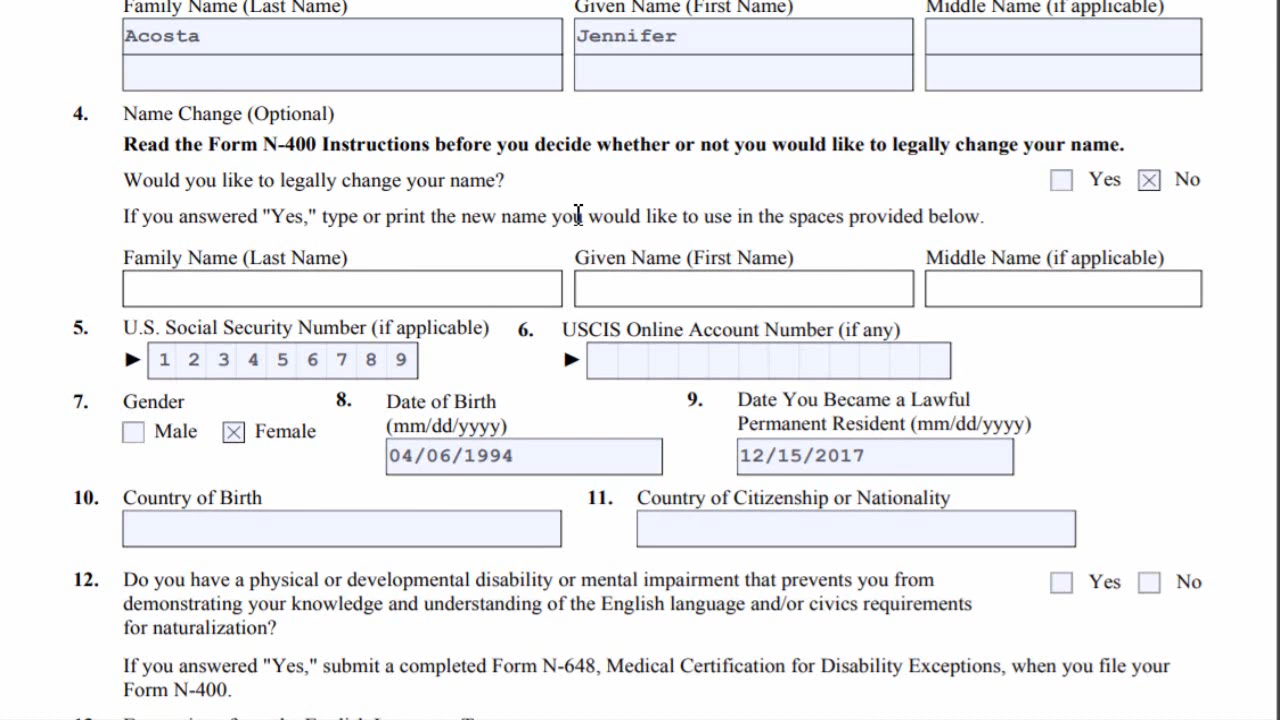 Family Name (Last Name) Given Name (First Name) Middle Name (if applicable)
Acosta Jennifer
4. Name Change (Optional)
Read the Form N-400 Instructions before you decide whether or not you would like to legally change your name.
Would you like to legally change your name? Yes No
If you answered "Yes," type or print the new name you would like to use in the spaces provided below.
Family Name (Last Name) Given Name (First Name) Middle Name (if applicable)
5. U.S. Social Security Number (if applicable) 6. USCIS Online Account Number (if any)
1 2 3 4 5 6 7 8 9
7. Gender 8. Date of Birth 9. Date You Became a Lawful
(mm/dd/yyyy) Permanent Resident (mm/dd/yyyy)
Male Female
04/06/1994 12/15/2017
10. Country of Birth 11. Country of Citizenship or Nationality
12. Do you have a physical or developmental disability or mental impairment that prevents you from Yes No
demonstrating your knowledge and understanding of the English language and/or civics requirements
for naturalization?
If you answered "Yes," submit a completed Form N-648, Medical Certification for Disability Exceptions, when you file your
Form N-400.